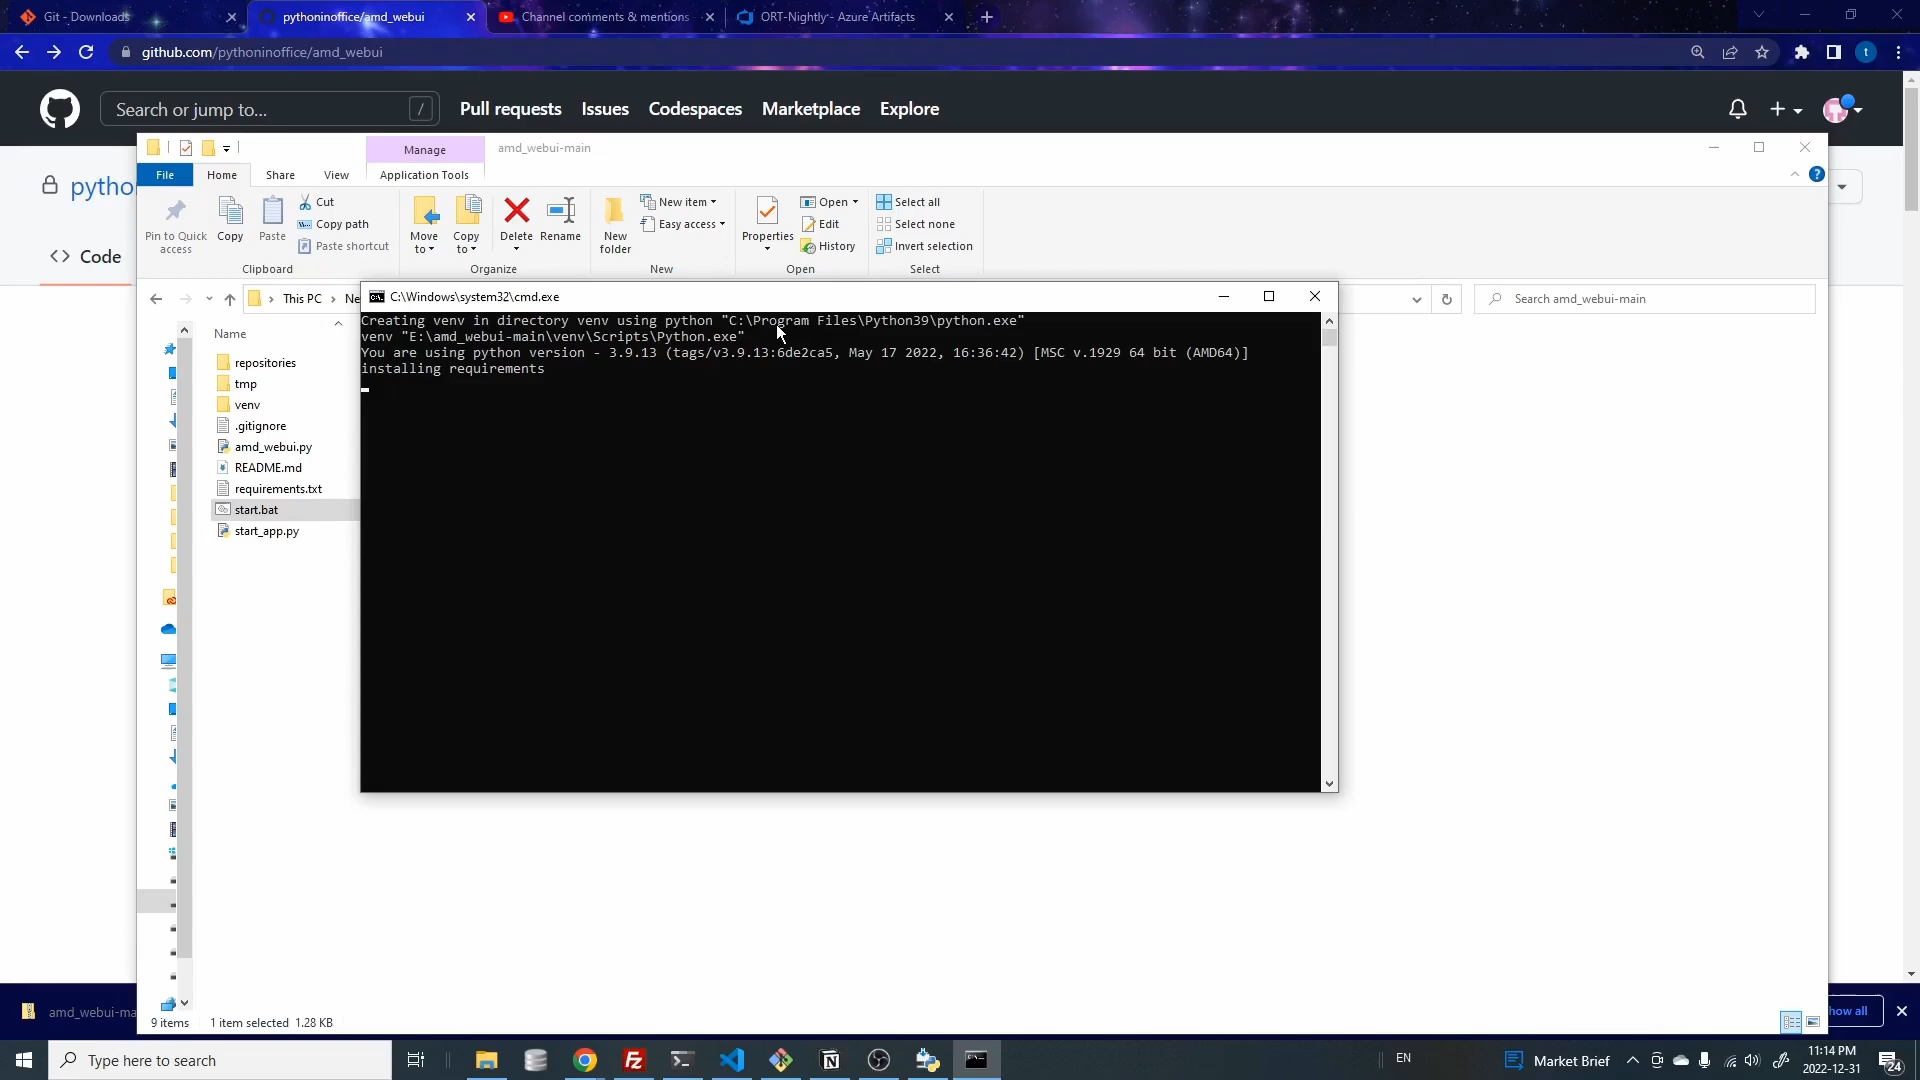 Git - Downloads
pythoninoffice/amd_webui
Channel comments & mentions
ORT-Nightly - Azure Artifacts
github.com/pythoninoffice/amd_webui
t
Search or jump to...
/
Pull requests
Issues
Codespaces
Marketplace
Explore
Manage
amd_webui-main
File
Home
Share
View
Application Tools
pytho
Code
Pin to Quick access
Copy
Paste
Cut
Copy path
Paste shortcut
Clipboard
Move to
Copy to
Delete
Rename
Organize
New folder
New item
Easy access
New
Properties
Open
Edit
History
Open
Select all
Select none
Invert selection
Select
This PC
Ne
Search amd_webui-main
C:\Windows\system32\cmd.exe
Creating venv in directory venv using python "C:\Program Files\Python39\python.exe"
venv "E:\amd_webui-main\venv\Scripts\Python.exe"
You are using python version - 3.9.13 (tags/v3.9.13:6de2ca5, May 17 2022, 16:36:42) [MSC v.1929 64 bit (AMD64)]
installing requirements
Name
repositories
tmp
venv
.gitignore
amd_webui.py
README.md
requirements.txt
start.bat
start_app.py
amd_webui-ma
how all
9 items
1 item selected 1.28 KB
Type here to search
EN
Market Brief
11:14 PM
2022-12-31
24